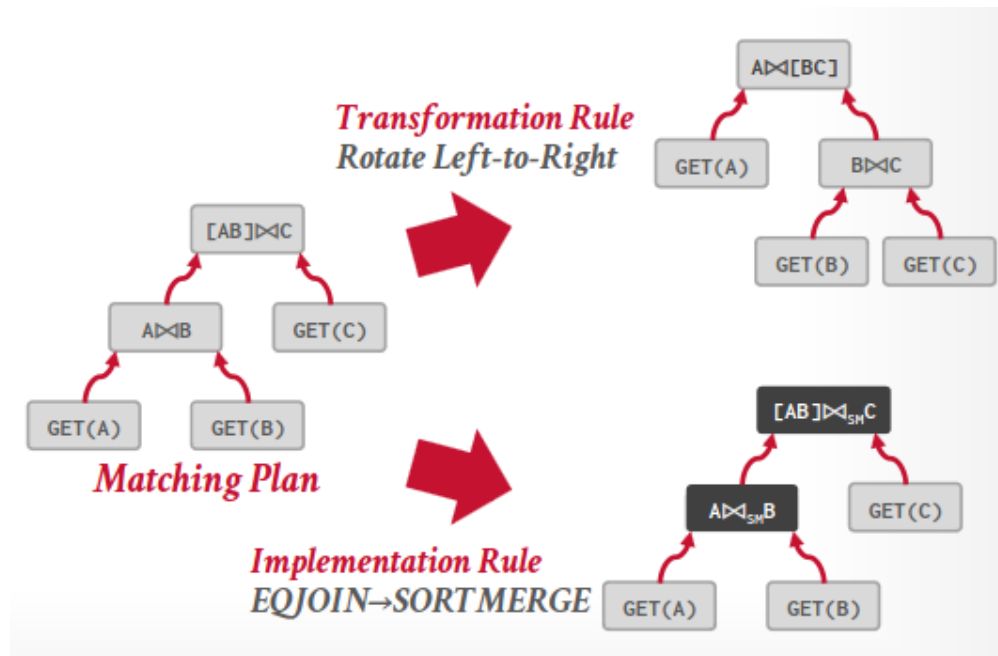 [AB]⋈C
A⋈B
GET(C)
GET(A)
GET(B)
Matching Plan
Transformation Rule
Rotate Left-to-Right
A⋈[BC]
GET(A)
B⋈C
GET(B)
GET(C)
Implementation Rule
EQJOIN→SORTMERGE
[AB]⋈SMC
A⋈SMB
GET(C)
GET(A)
GET(B)